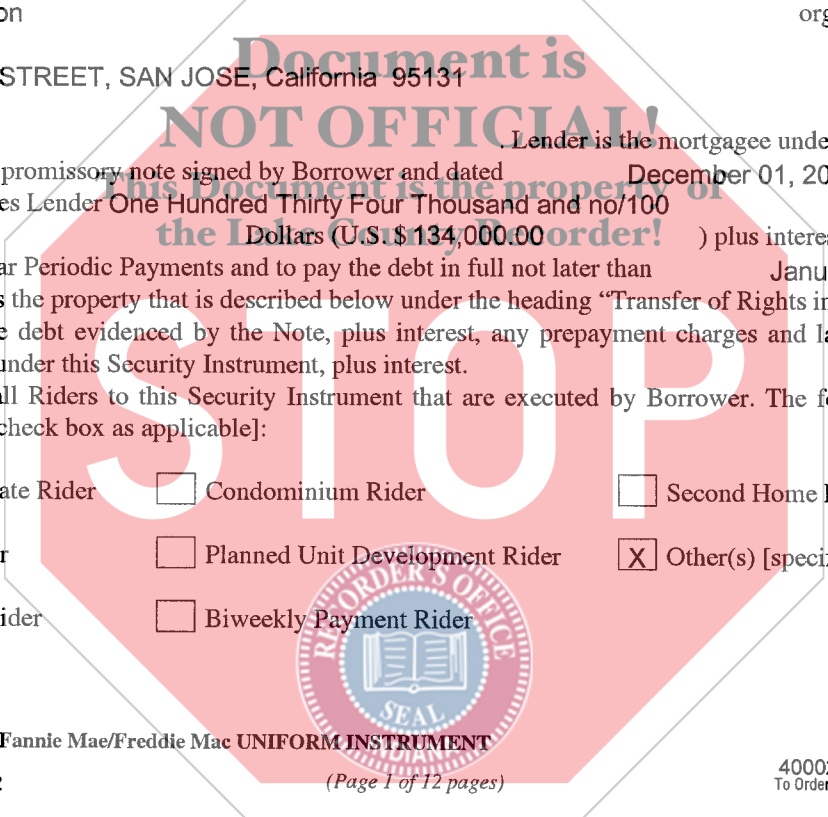 on org
STREET, SAN JOSE, California 95131
Document is
NOT OFFICIAL!
. Lender is the mortgagee unde
promissory note signed by Borrower and dated December 01, 20
This Document is the property of
es Lender One Hundred Thirty Four Thousand and no/100
the Lake County Recorder!
Dollars (U.S. $ 134,000.00 ) plus interes
ar Periodic Payments and to pay the debt in full not later than Janu
s the property that is described below under the heading “Transfer of Rights in
e debt evidenced by the Note, plus interest, any prepayment charges and la
under this Security Instrument, plus interest.
all Riders to this Security Instrument that are executed by Borrower. The fo
check box as applicable]:
STOP
ate Rider Condominium Rider Second Home R
r Planned Unit Development Rider X Other(s) [speci
ider Biweekly Payment Rider
RECORDER'S OFFICE
SEAL
INDIANA
Fannie Mae/Freddie Mac UNIFORM INSTRUMENT
(Page 1 of 12 pages) 4000
To Order